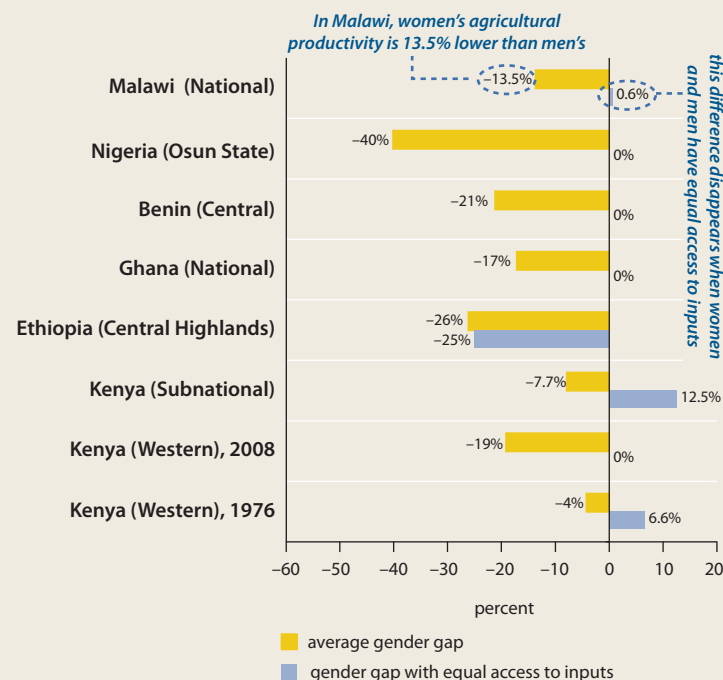 In Malawi, women’s agricultural
productivity is 13.5% lower than men’s
this difference disappears when women
and men have equal access to inputs
Malawi (National)
–13.5%
0.6%
Nigeria (Osun State)
–40%
0%
Benin (Central)
–21%
0%
Ghana (National)
–17%
0%
Ethiopia (Central Highlands)
–26%
–25%
Kenya (Subnational)
–7.7%
12.5%
Kenya (Western), 2008
–19%
0%
Kenya (Western), 1976
–4%
6.6%
–60 –40 –30 –20 –10 0 10 20
percent
average gender gap
gender gap with equal access to inputs